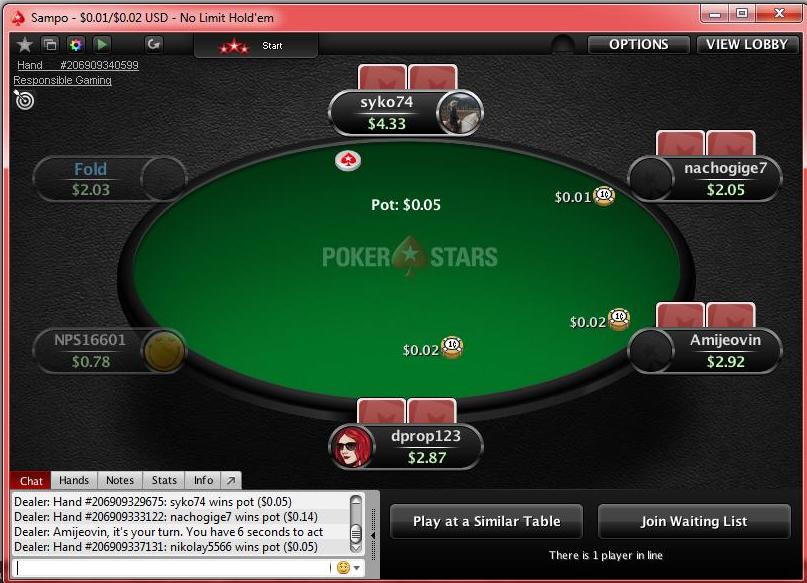 Sampo - $0.01/$0.02 USD - No Limit Hold'em
Start
OPTIONS
VIEW LOBBY
Hand #206909340599
Responsible Gaming
syko74
$4.33
nachogige7
$2.05
Fold
$2.03
$0.01
1¢
Pot: $0.05
POKER STARS
$0.02
1¢
Amijeovin
$2.92
NPS16601
$0.78
$0.02
1¢
dprop123
$2.87
Chat
Hands
Notes
Stats
Info
Dealer: Hand #206909329675: syko74 wins pot ($0.05)
Dealer: Hand #206909333122: nachogige7 wins pot ($0.14)
Dealer: Amijeovin, it's your turn. You have 6 seconds to act
Dealer: Hand #206909337131: nikolay5566 wins pot ($0.05)
Play at a Similar Table
Join Waiting List
There is 1 player in line